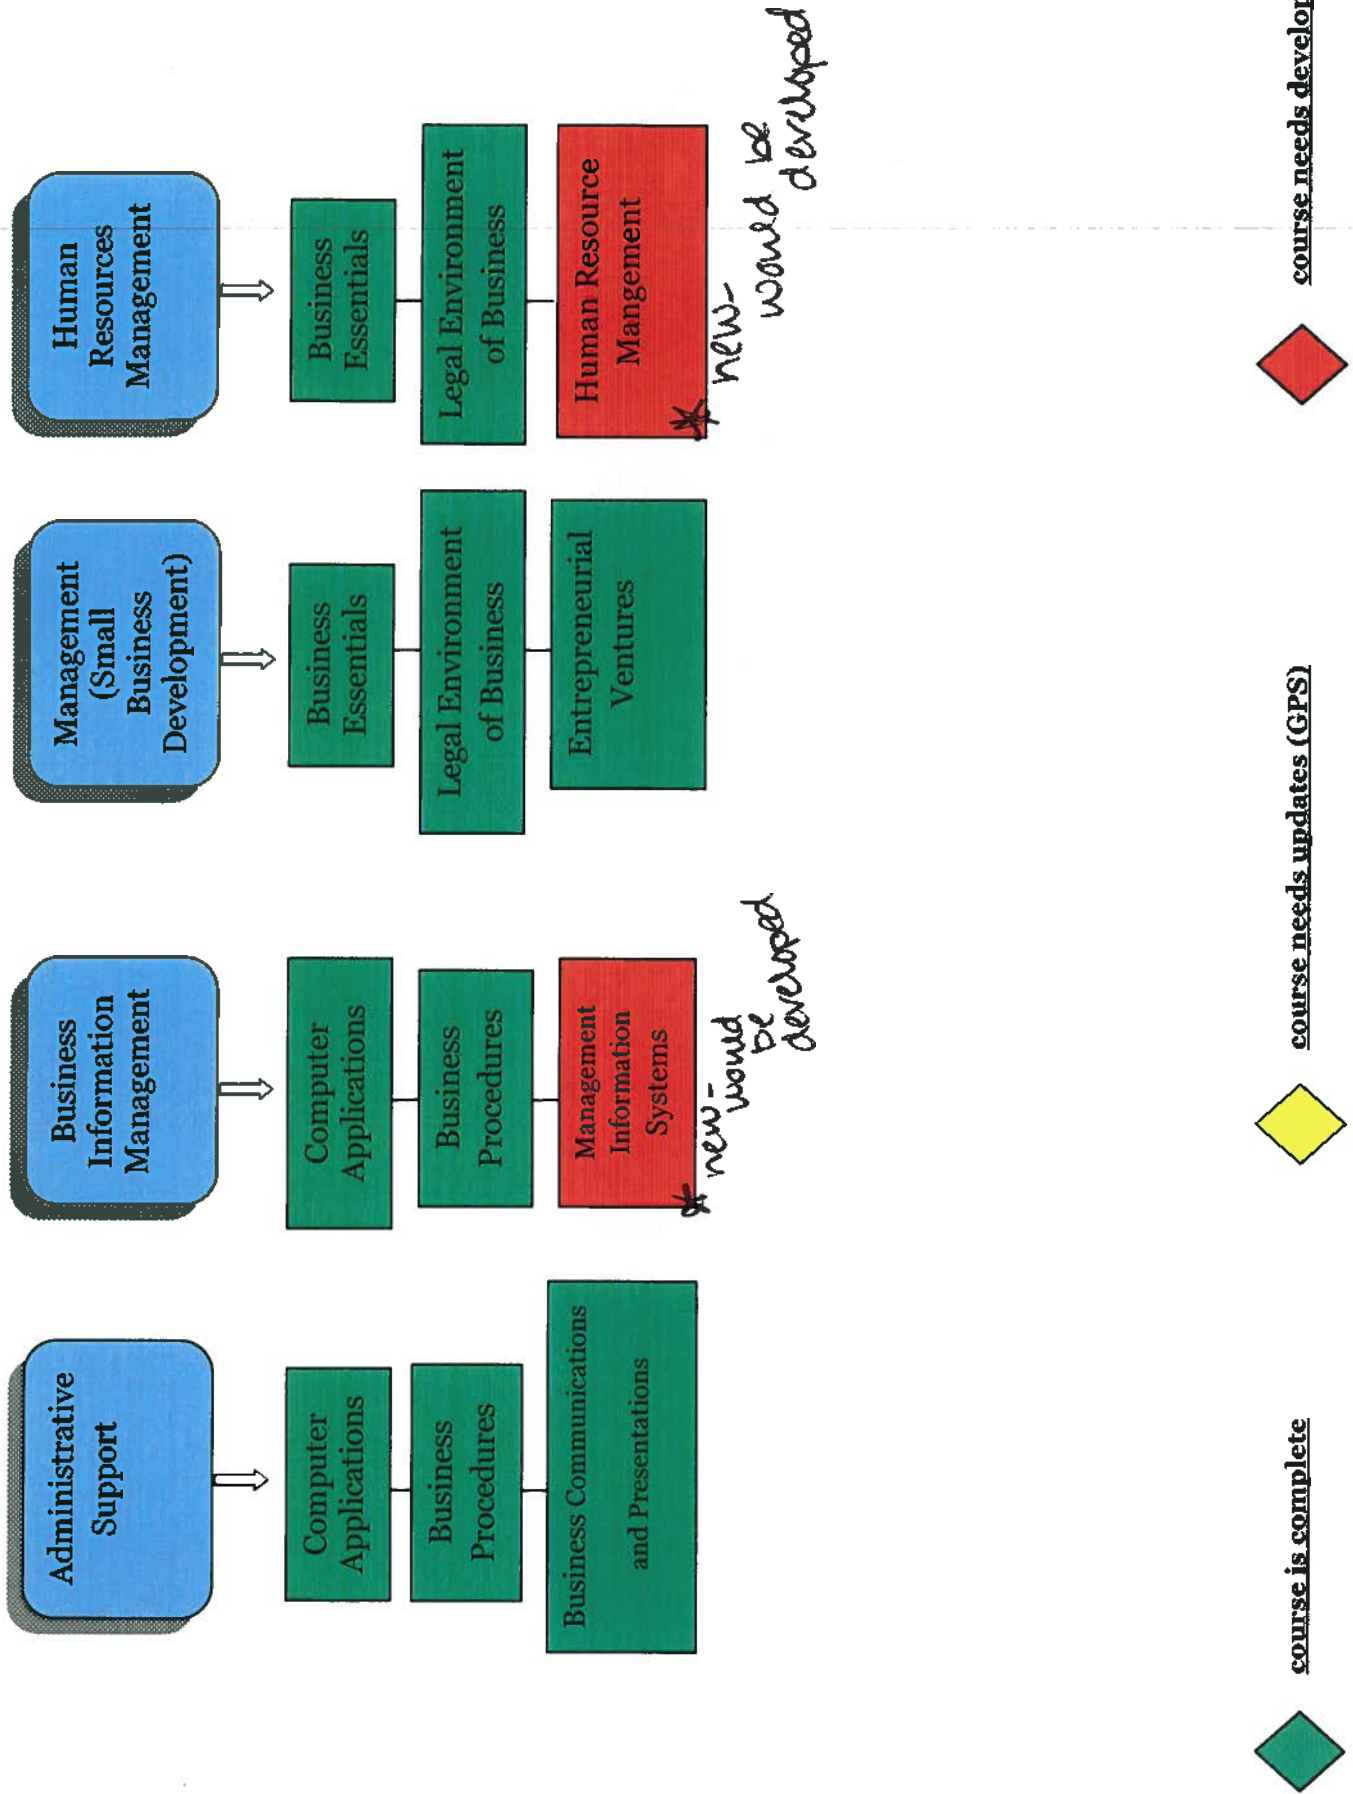 Administrative
Support
Computer
Applications
Business
Procedures
Business Communications
and Presentations
Business
Information
Management
Computer
Applications
Business
Procedures
Management
Information
Systems
* new-
would
be
developed
Management
(Small
Business
Development)
Business
Essentials
Legal Environment
of Business
Entrepreneurial
Ventures
Human
Resources
Management
Business
Essentials
Legal Environment
of Business
Human Resource
Mangement
* new-
would be
developed
course is complete
course needs updates (GPS)
course needs develop